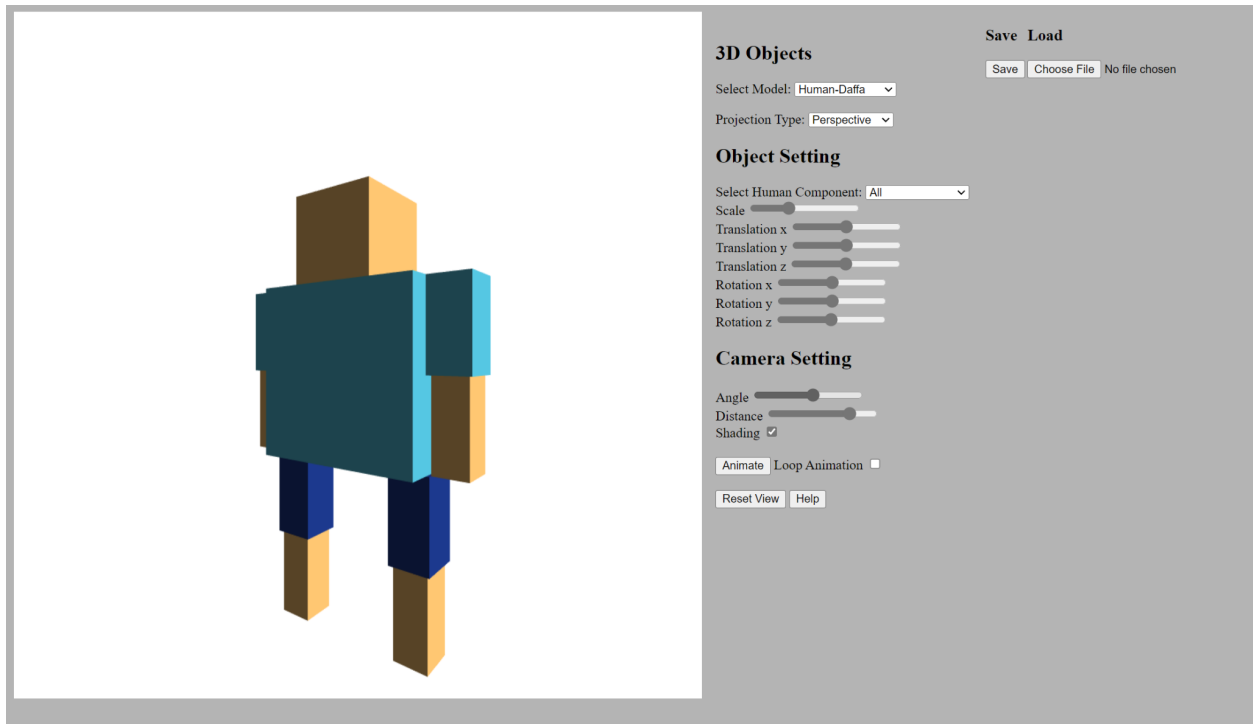 3D Objects
Select Model: Human-Daffa
Projection Type: Perspective
Object Setting
Select Human Component: All
Scale
Translation x
Translation y
Translation z
Rotation x
Rotation y
Rotation z
Camera Setting
Angle
Distance
Shading
Animate Loop Animation
Reset View Help
Save Load
Save Choose File No file chosen